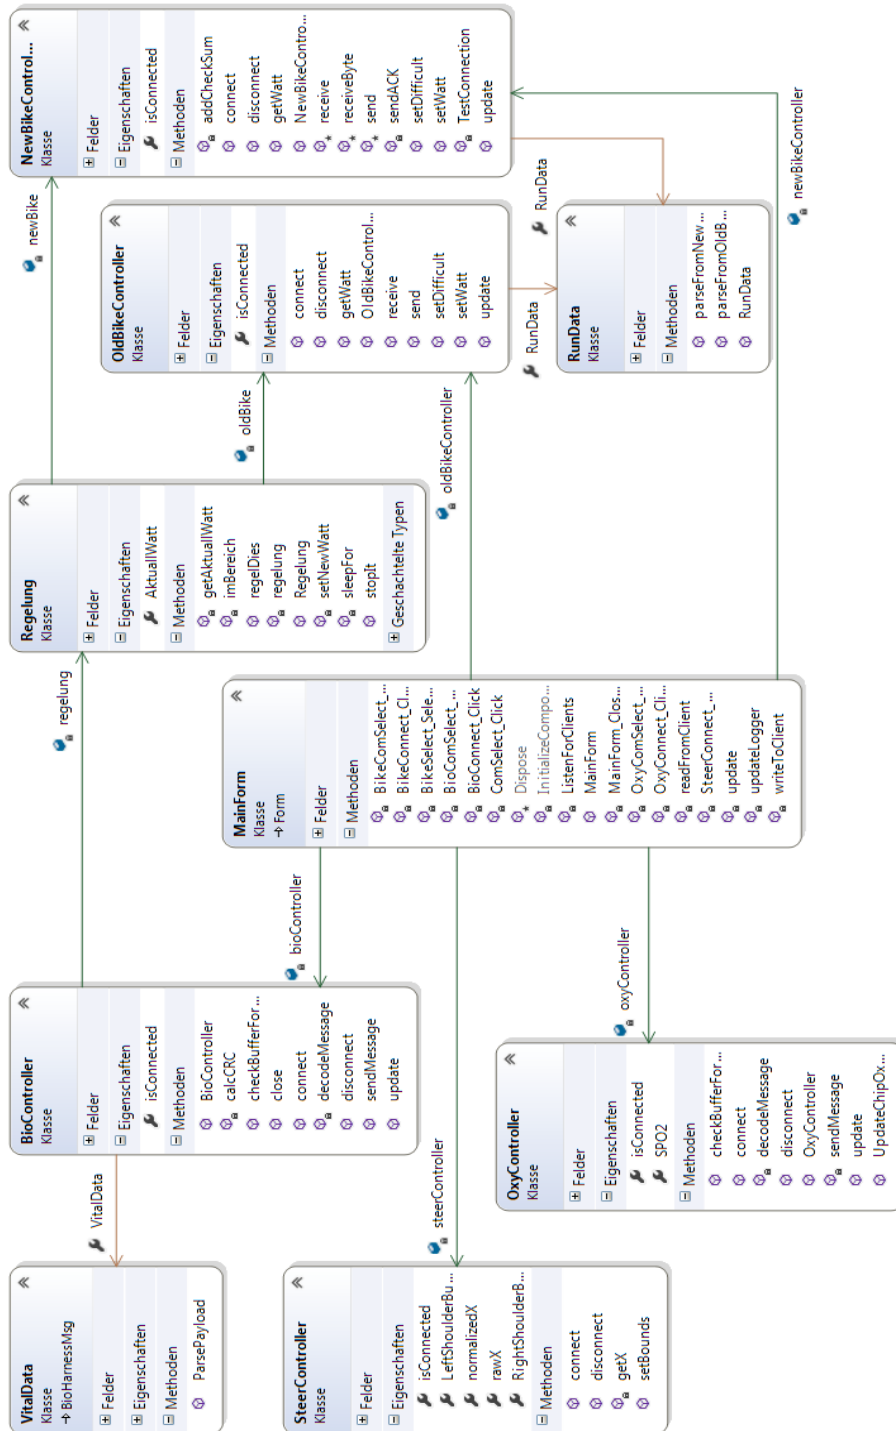 VitalData
Klasse
→ BioHarnessMsg
Felder
Eigenschaften
Methoden
ParsePayload
VitalData
BioController
Klasse
Felder
Eigenschaften
isConnected
Methoden
BioController
calcCRC
checkBufferFor...
close
connect
decodeMessage
disconnect
sendMessage
update
regelung
Regelung
Klasse
Felder
Eigenschaften
AktuallWatt
Methoden
getAktuallWatt
imBereich
regelDies
regelung
Regelung
setNewWatt
sleepFor
stopIt
Geschachtelte Typen
newBike
oldBike
NewBikeControl...
Klasse
Felder
Eigenschaften
isConnected
Methoden
addCheckSum
connect
disconnect
getWatt
NewBikeContro...
receive
receiveByte
send
sendACK
setDifficult
setWatt
TestConnection
update
OldBikeController
Klasse
Felder
Eigenschaften
isConnected
Methoden
connect
disconnect
getWatt
OldBikeControl...
receive
send
setDifficult
setWatt
update
SteerController
Klasse
Felder
Eigenschaften
isConnected
LeftShoulderBu...
normalizedX
rawX
RightShoulderB...
Methoden
connect
disconnect
getX
setBounds
steerController
bioController
MainForm
Klasse
→ Form
Felder
Methoden
BikeComSelect_...
BikeConnect_Cl...
BikeSelect_Sele...
BioComSelect_...
BioConnect_Click
ComSelect_Click
Dispose
InitializeCompo...
ListenForClients
MainForm
MainForm_Clos...
OxyComSelect_...
OxyConnect_Cli...
readFromClient
SteerConnect_...
update
updateLogger
writeToClient
oldBikeController
RunData
RunData
RunData
Klasse
Felder
Methoden
parseFromNew...
parseFromOldB...
RunData
OxyController
Klasse
Felder
Eigenschaften
isConnected
SPO2
Methoden
checkBufferFor...
connect
decodeMessage
disconnect
OxyController
sendMessage
update
UpdateChipOx...
oxyController
newBikeController